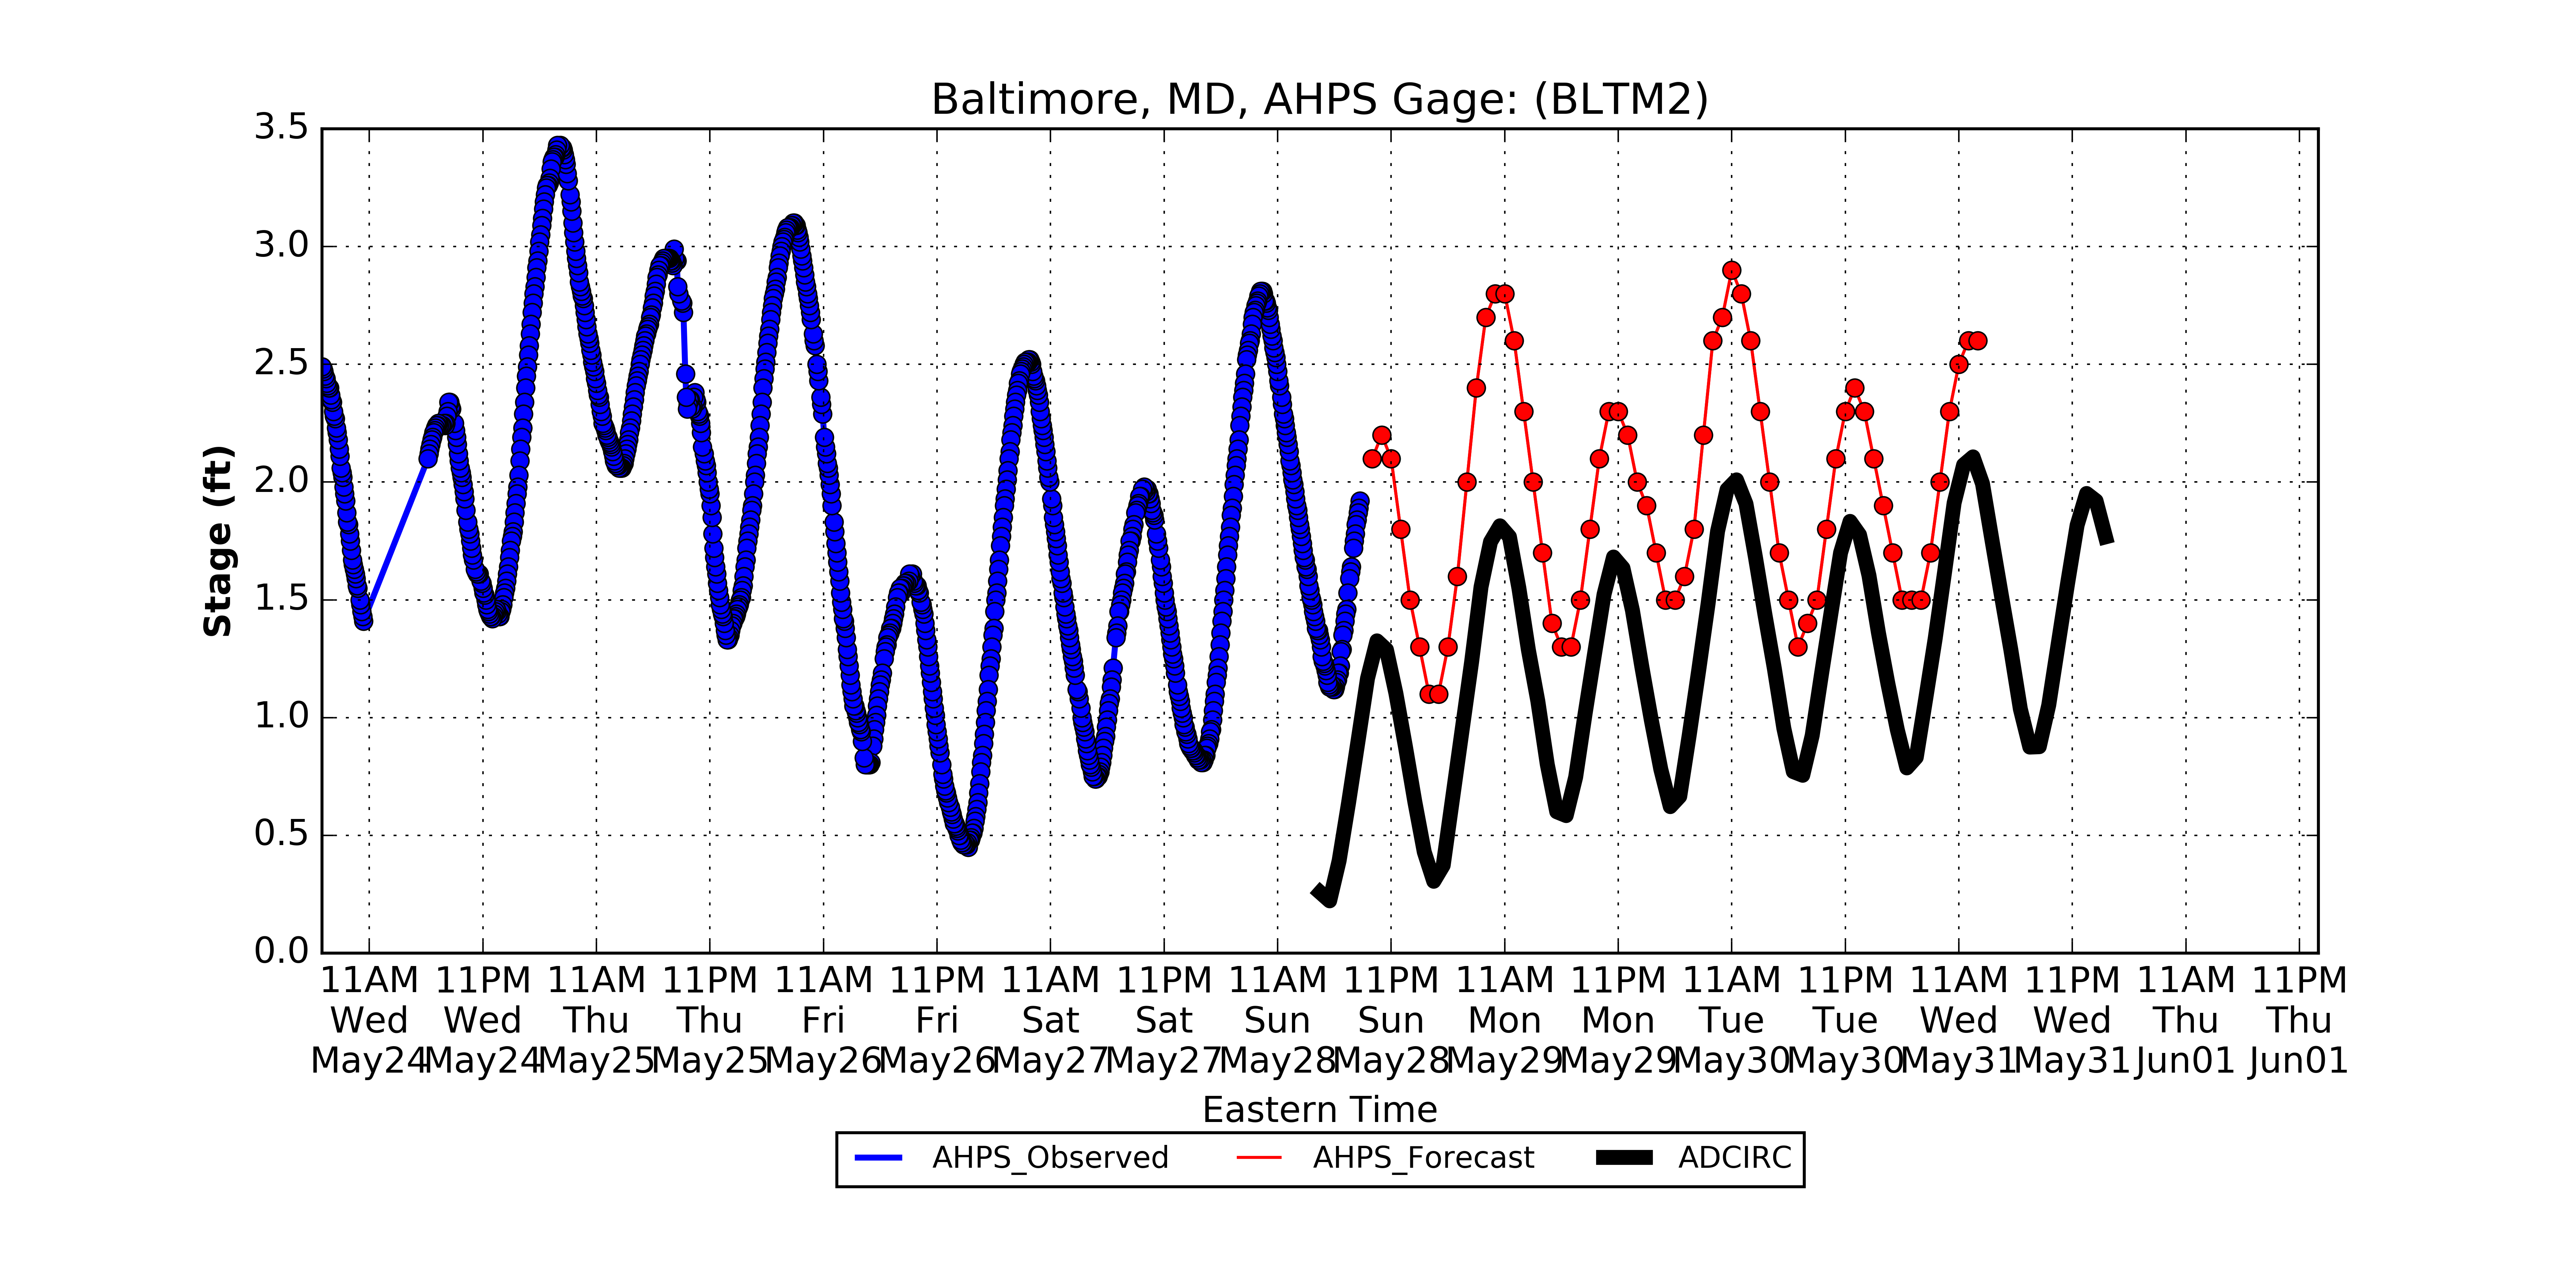 Baltimore, MD, AHPS Gage: (BLTM2)
3.5
3.0
2.5
2.0
1.5
1.0
0.5
0.0
Stage (ft)
11AM 11PM 11AM 11PM 11AM 11PM 11AM 11PM 11AM 11PM 11AM 11PM 11AM 11PM 11AM 11PM 11AM 11PM
Wed Wed Thu Thu Fri Fri Sat Sat Sun Sun Mon Mon Tue Tue Wed Wed Thu Thu
May24 May24 May25 May25 May26 May26 May27 May27 May28 May28 May29 May29 May30 May30 May31 May31 Jun01 Jun01
Eastern Time
AHPS_Observed AHPS_Forecast ADCIRC